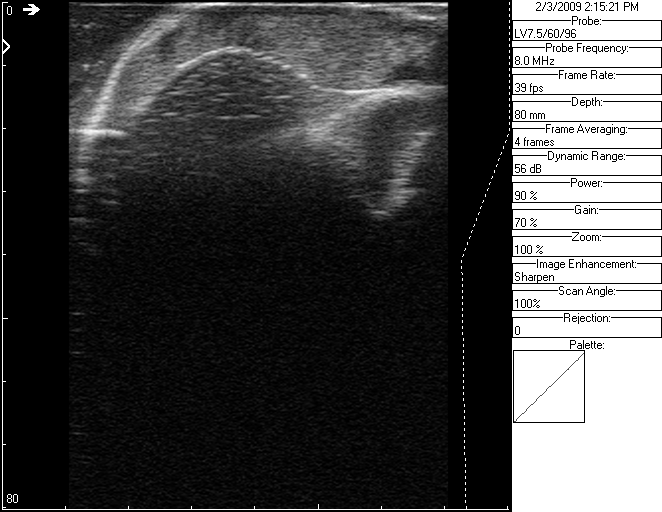 0
80
2/3/2009 2:15:21 PM
Probe:
LV7.5/60/96
Probe Frequency:
8.0 MHz
Frame Rate:
39 fps
Depth:
80 mm
Frame Averaging:
4 frames
Dynamic Range:
56 dB
Power:
90 %
Gain:
70 %
Zoom:
100 %
Image Enhancement:
Sharpen
Scan Angle:
100%
Rejection:
0
Palette: